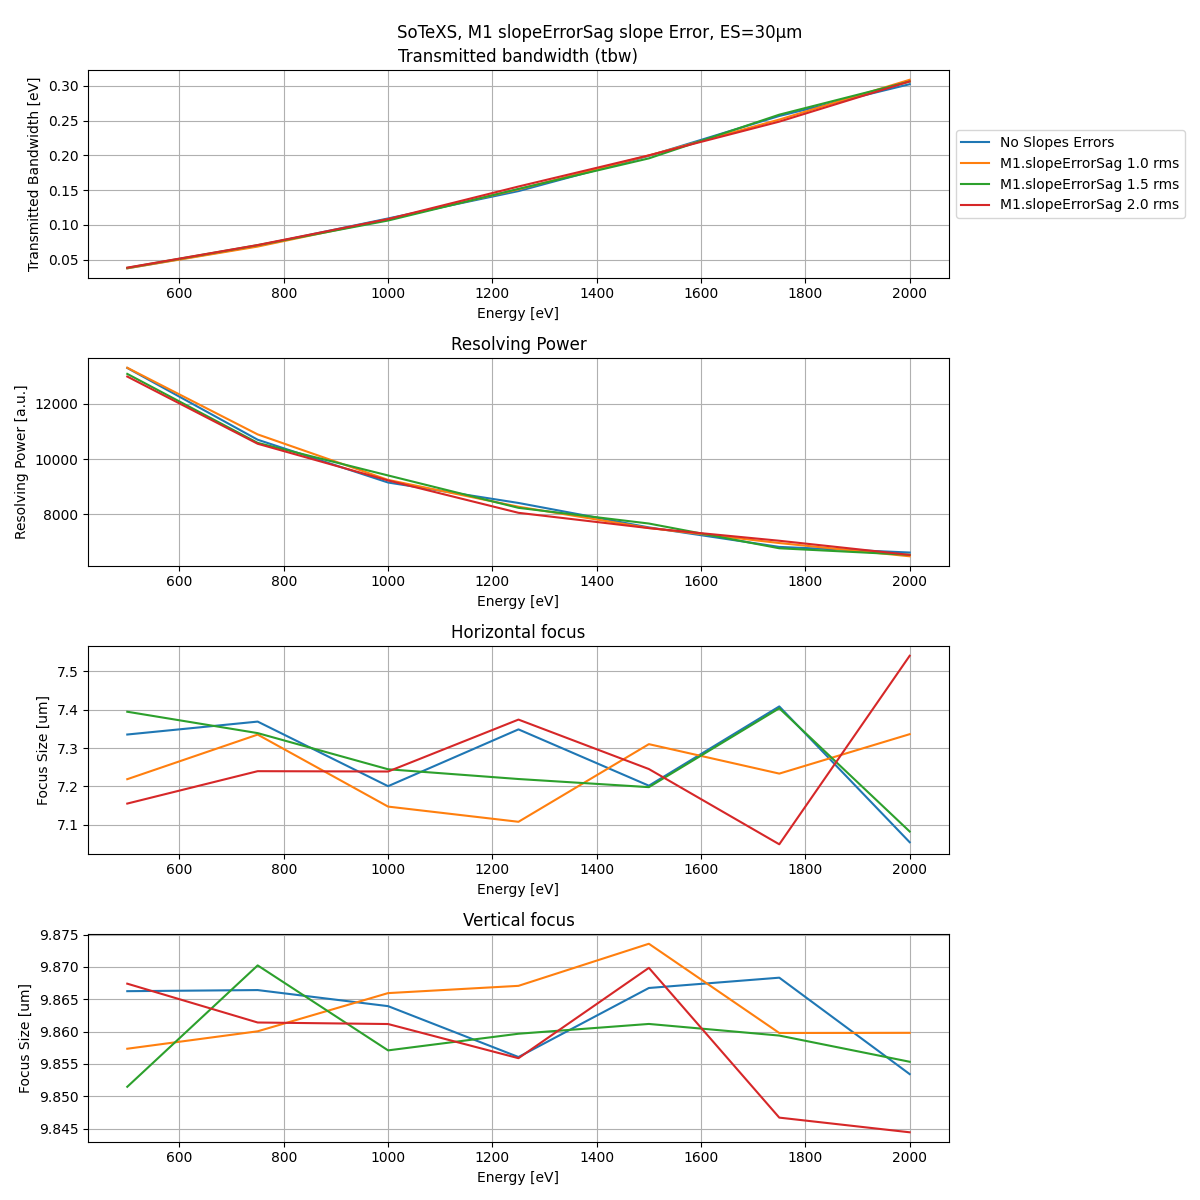 SoTeXS, M1 slopeErrorSag slope Error, ES=30μm
Transmitted bandwidth (tbw)
Transmitted Bandwidth [eV]
0.30
0.25
0.20
0.15
0.10
0.05
600 800 1000 1200 1400 1600 1800 2000
Energy [eV]
No Slopes Errors
M1.slopeErrorSag 1.0 rms
M1.slopeErrorSag 1.5 rms
M1.slopeErrorSag 2.0 rms
Resolving Power
Resolving Power [a.u.]
12000
10000
8000
600 800 1000 1200 1400 1600 1800 2000
Energy [eV]
Horizontal focus
Focus Size [um]
7.5
7.4
7.3
7.2
7.1
600 800 1000 1200 1400 1600 1800 2000
Energy [eV]
Vertical focus
Focus Size [um]
9.875
9.870
9.865
9.860
9.855
9.850
9.845
600 800 1000 1200 1400 1600 1800 2000
Energy [eV]